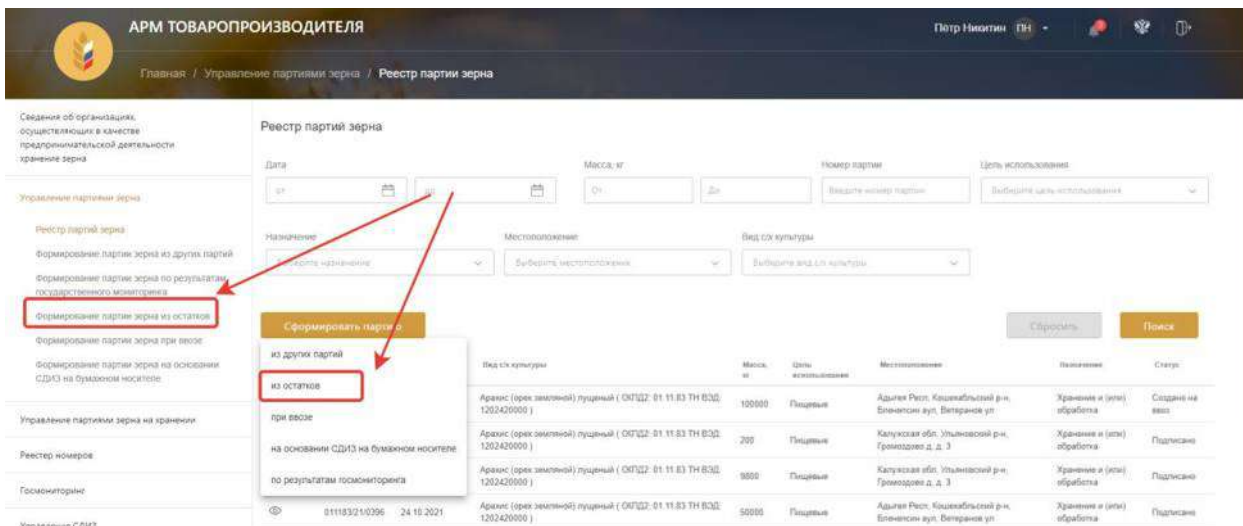 АРМ ТОВАРОПРОИЗВОДИТЕЛЯ
Пётр Никитин ПН
Главная / Управление партиями зерна / Реестр партии зерна
Сведения об организациях,
осуществляющих в качестве
предпринимательской деятельности
хранение зерна
Управление партиями зерна
Реестр партий зерна
Формирование партии зерна из других партий
Формирование партии зерна по результатам
государственного мониторинга
Формирование партии зерна из остатков
Формирование партии зерна при ввозе
Формирование партии зерна на основании
СДИЗ на бумажном носителе
Управление партиями зерна на хранении
Реестр номеров
Госмониторинг
Управление СДИЗ
Реестр партий зерна
Дата
Масса, кг
Номер партии
Цель использования
от
до
От
До
Введите номер партии
Выберите цель использования
Назначение
Местоположение
Вид с/х культуры
Выберите назначение
Выберите местоположение
Выберите вид с/х культуры
Сформировать партию
Сбросить
Поиск
из других партий
из остатков
при ввозе
на основании СДИЗ на бумажном носителе
по результатам госмониторинга
Вид с/х культуры
Масса, кг
Цель использования
Местоположение
Назначение
Статус
Арахис (орех земляной) лущеный ( ОКПД2: 01.11.83 ТН ВЭД:
1202420000 )
100000
Пищевые
Адыгея Респ, Кошехабльский р-н,
Блечепсин аул, Ветеранов ул
Хранение и (или)
обработка
Создано на
ввоз
Арахис (орех земляной) лущеный ( ОКПД2: 01.11.83 ТН ВЭД:
1202420000 )
200
Пищевые
Калужская обл, Ульяновский р-н,
Громоздово д, д. 3
Хранение и (или)
обработка
Подписано
Арахис (орех земляной) лущеный ( ОКПД2: 01.11.83 ТН ВЭД:
1202420000 )
9800
Пищевые
Калужская обл, Ульяновский р-н,
Громоздово д, д. 3
Хранение и (или)
обработка
Подписано
011183/21/0396
24.10.2021
Арахис (орех земляной) лущеный ( ОКПД2: 01.11.83 ТН ВЭД:
1202420000 )
50000
Пищевые
Адыгея Респ, Кошехабльский р-н,
Блечепсин аул, Ветеранов ул
Хранение и (или)
обработка
Подписано